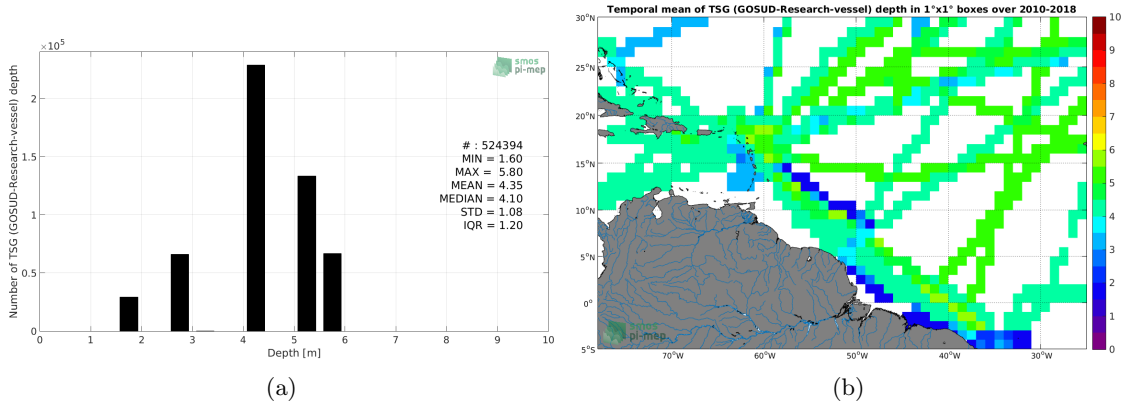 Temporal mean of TSG (GOSUD-Research-vessel) depth in 1°x1° boxes over 2010-2018
×10⁵
smos
pi-mep
Number of TSG (GOSUD-Research-vessel) depth
2
1.5
1
0.5
0
# : 524394
MIN = 1.60
MAX = 5.80
MEAN = 4.35
MEDIAN = 4.10
STD = 1.08
IQR = 1.20
0 1 2 3 4 5 6 7 8 9 10
Depth [m]
(a)
30°N
25°N
20°N
15°N
10°N
5°N
0°
5°S
70°W 60°W 50°W 40°W 30°W
smos
pi-mep
10
9
8
7
6
5
4
3
2
1
0
(b)